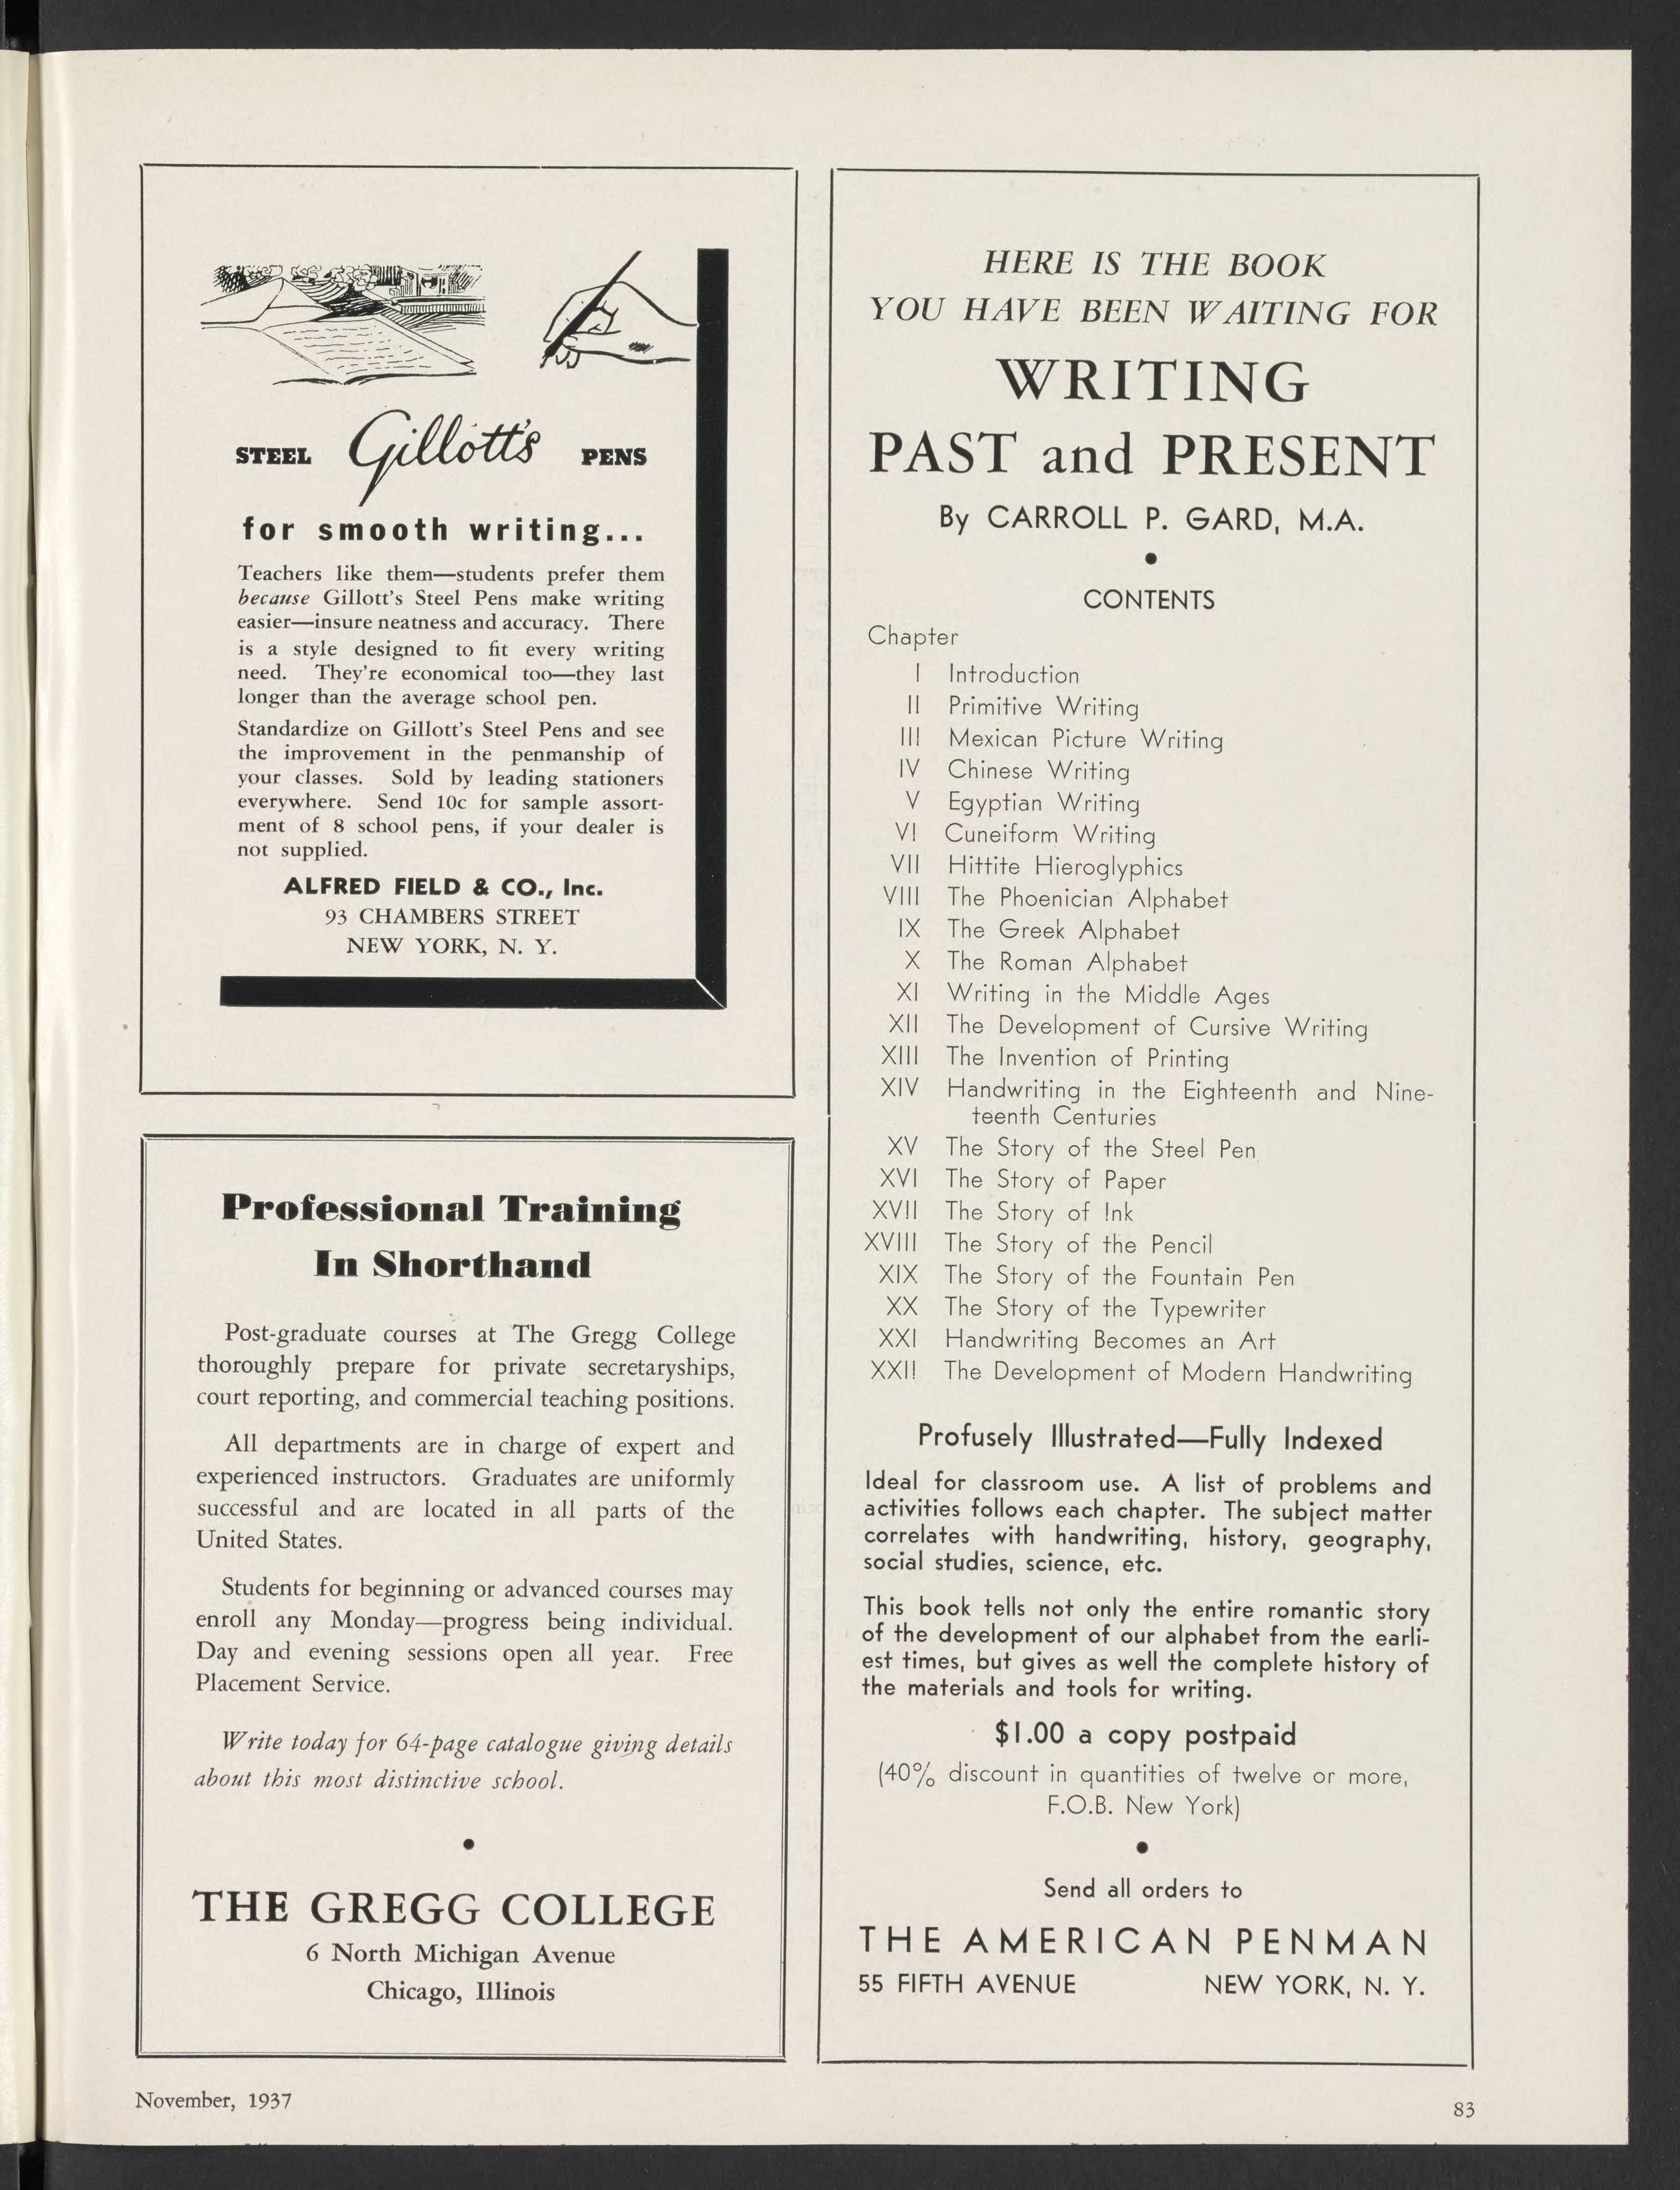 STEEL Gillott's PENS
for smooth writing...
Teachers like them—students prefer them
because Gillott's Steel Pens make writing
easier—insure neatness and accuracy. There
is a style designed to fit every writing
need. They're economical too—they last
longer than the average school pen.
Standardize on Gillott's Steel Pens and see
the improvement in the penmanship of
your classes. Sold by leading stationers
everywhere. Send 10c for sample assort-
ment of 8 school pens, if your dealer is
not supplied.
ALFRED FIELD & CO., Inc.
93 CHAMBERS STREET
NEW YORK, N. Y.
Professional Training
In Shorthand
Post-graduate courses at The Gregg College
thoroughly prepare for private secretaryships,
court reporting, and commercial teaching positions.
All departments are in charge of expert and
experienced instructors. Graduates are uniformly
successful and are located in all parts of the
United States.
Students for beginning or advanced courses may
enroll any Monday—progress being individual.
Day and evening sessions open all year. Free
Placement Service.
Write today for 64-page catalogue giving details
about this most distinctive school.
THE GREGG COLLEGE
6 North Michigan Avenue
Chicago, Illinois
HERE IS THE BOOK
YOU HAVE BEEN WAITING FOR
WRITING
PAST and PRESENT
By CARROLL P. GARD, M.A.
CONTENTS
Chapter
I Introduction
II Primitive Writing
III Mexican Picture Writing
IV Chinese Writing
V Egyptian Writing
VI Cuneiform Writing
VII Hittite Hieroglyphics
VIII The Phoenician Alphabet
IX The Greek Alphabet
X The Roman Alphabet
XI Writing in the Middle Ages
XII The Development of Cursive Writing
XIII The Invention of Printing
XIV Handwriting in the Eighteenth and Nine-
teenth Centuries
XV The Story of the Steel Pen
XVI The Story of Paper
XVII The Story of Ink
XVIII The Story of the Pencil
XIX The Story of the Fountain Pen
XX The Story of the Typewriter
XXI Handwriting Becomes an Art
XXII The Development of Modern Handwriting
Profusely Illustrated—Fully Indexed
Ideal for classroom use. A list of problems and
activities follows each chapter. The subject matter
correlates with handwriting, history, geography,
social studies, science, etc.
This book tells not only the entire romantic story
of the development of our alphabet from the earli-
est times, but gives as well the complete history of
the materials and tools for writing.
$1.00 a copy postpaid
(40% discount in quantities of twelve or more,
F.O.B. New York)
Send all orders to
THE AMERICAN PENMAN
55 FIFTH AVENUE NEW YORK, N. Y.
November, 1937
83